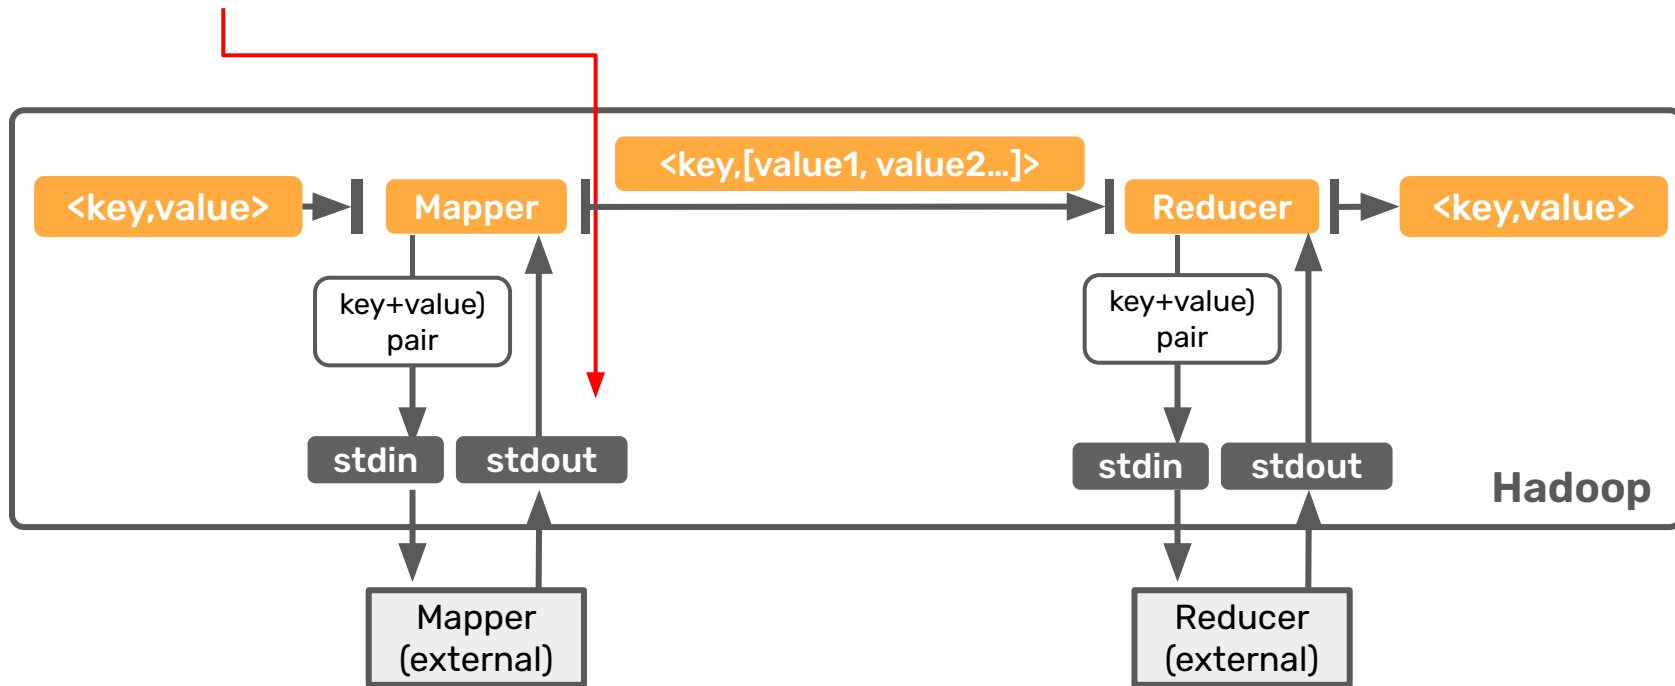 <key,[value1, value2...]>
<key,value>
Mapper
Reducer
<key,value>
key+value)
pair
key+value)
pair
stdin
stdout
stdin
stdout
Hadoop
Mapper
(external)
Reducer
(external)